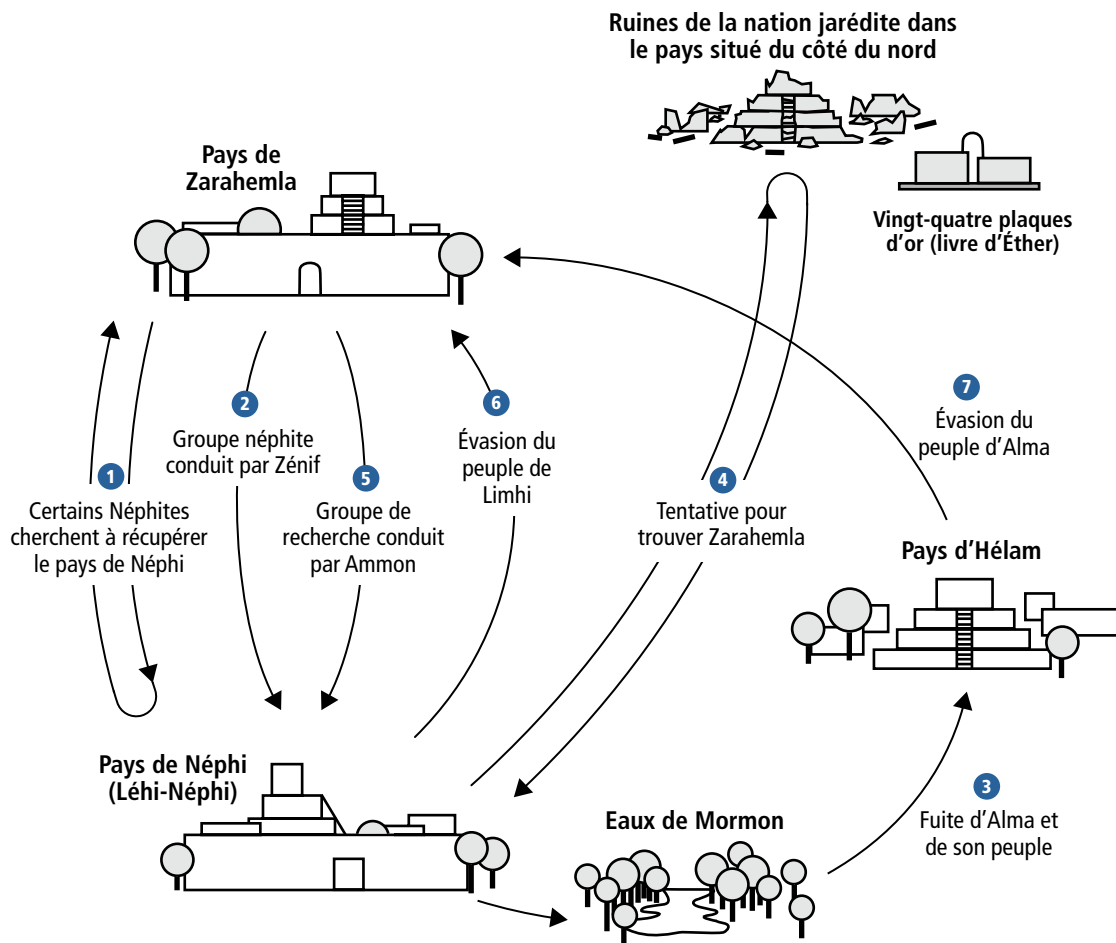 Ruines de la nation jarédite dans
le pays situé du côté du nord
Pays de
Zarahemla
Vingt-quatre plaques
d’or (livre d’Éther)
1
Certains Néphites
cherchent à récupérer
le pays de Néphi
2
Groupe néphite
conduit par Zénif
5
Groupe de
recherche conduit
par Ammon
6
Évasion du
peuple de
Limhi
4
Tentative pour
trouver Zarahemla
7
Évasion du
peuple d’Alma
Pays d’Hélam
Pays de Néphi
(Léhi-Néphi)
Eaux de Mormon
3
Fuite d’Alma et
de son peuple